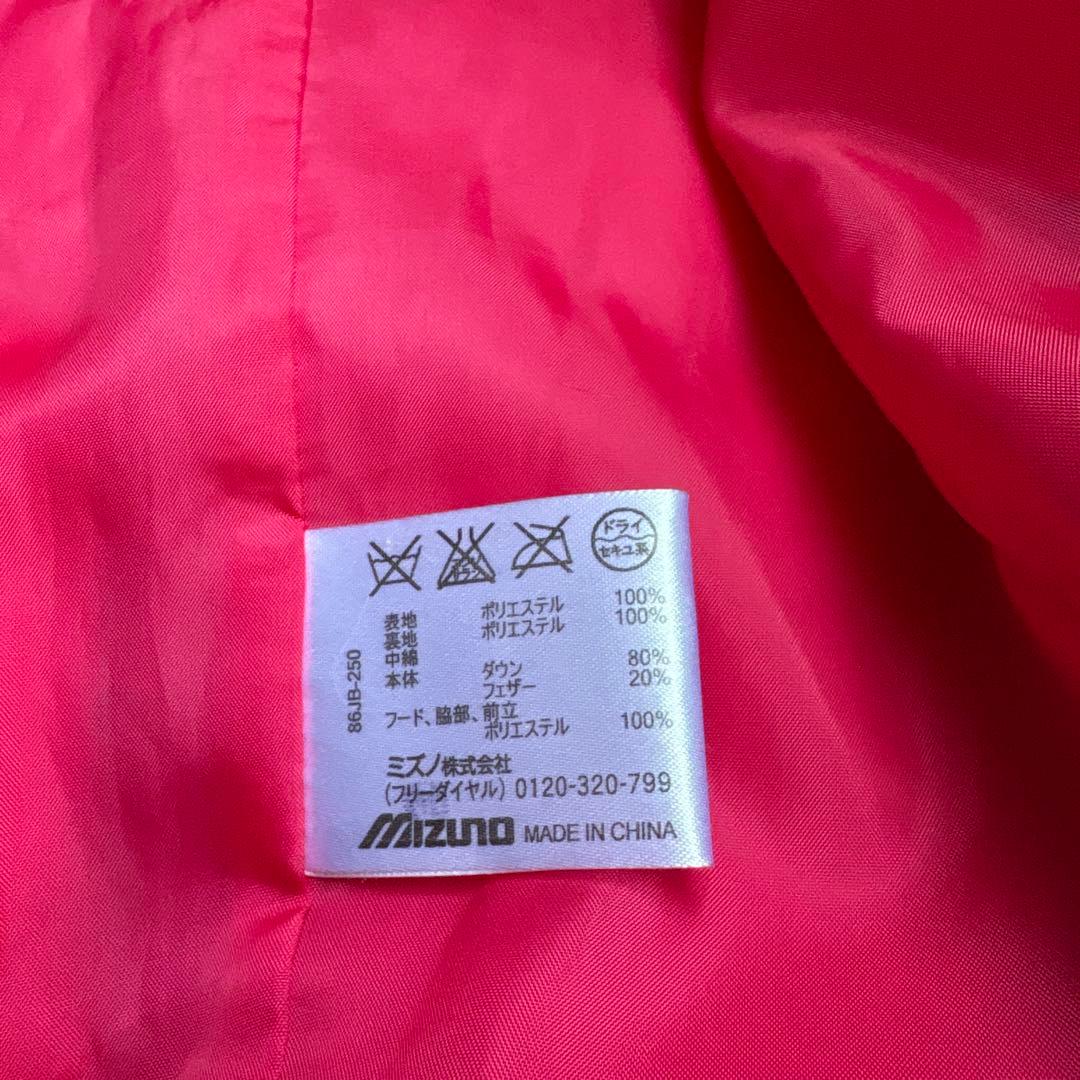 ドライ
セキユ系
表地 ポリエステル 100%
裏地 ポリエステル 100%
中綿
本体 ダウン 80%
フェザー 20%
フード、脇部、前立
ポリエステル 100%
ミズノ株式会社
(フリーダイヤル) 0120-320-799
MIZUNO MADE IN CHINA
86JB-250